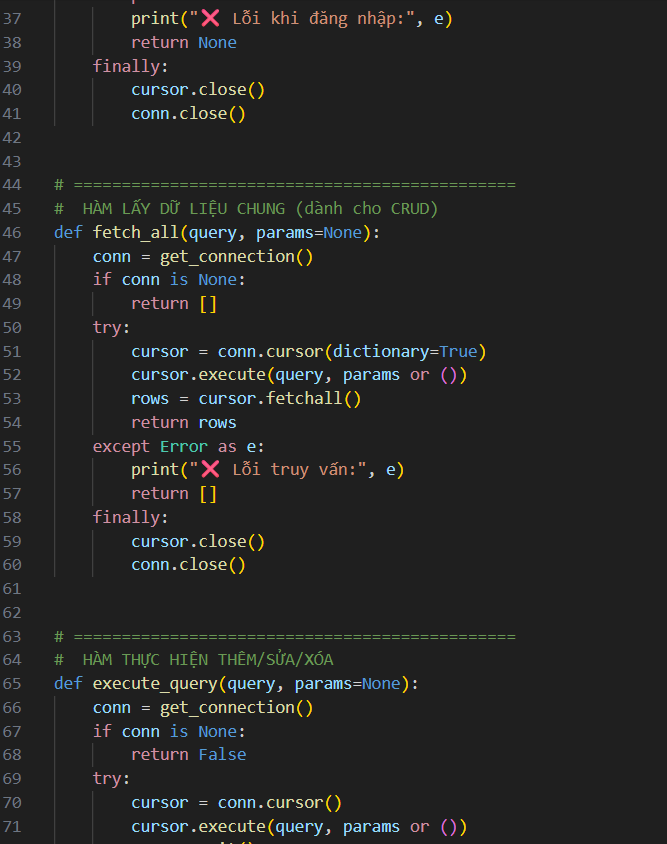 37 print("❌ Lỗi khi đăng nhập:", e)
38 return None
39 finally:
40 cursor.close()
41 conn.close()
42
43
44 # ==============================================
45 #  HÀM LẤY DỮ LIỆU CHUNG (dành cho CRUD)
46 def fetch_all(query, params=None):
47 conn = get_connection()
48 if conn is None:
49 return []
50 try:
51 cursor = conn.cursor(dictionary=True)
52 cursor.execute(query, params or ())
53 rows = cursor.fetchall()
54 return rows
55 except Error as e:
56 print("❌ Lỗi truy vấn:", e)
57 return []
58 finally:
59 cursor.close()
60 conn.close()
61
62
63 # ==============================================
64 #  HÀM THỰC HIỆN THÊM/SỬA/XÓA
65 def execute_query(query, params=None):
66 conn = get_connection()
67 if conn is None:
68 return False
69 try:
70 cursor = conn.cursor()
71 cursor.execute(query, params or ())